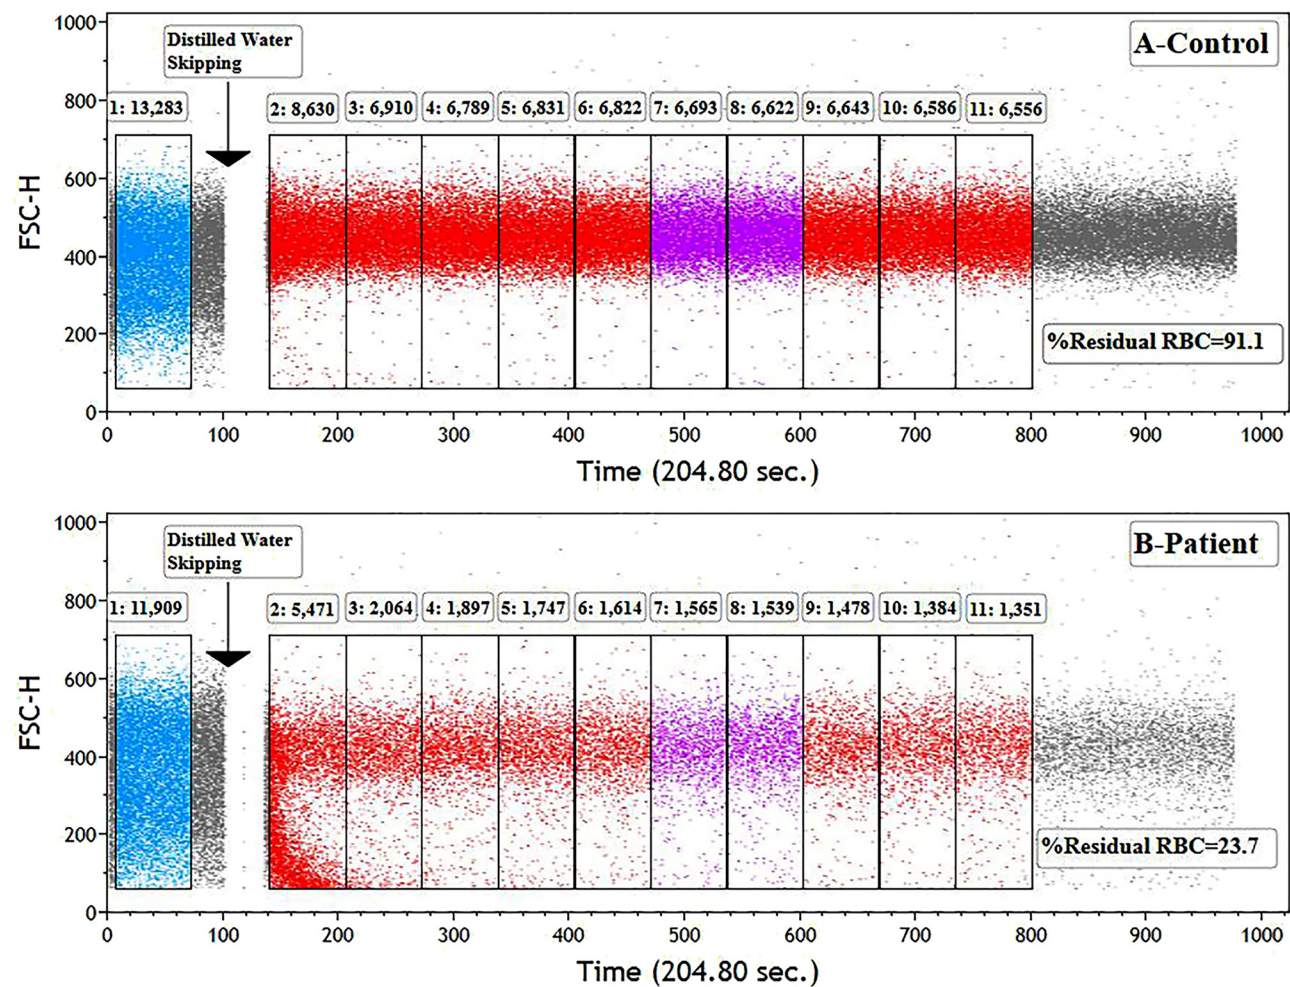 A-Control
Distilled Water
Skipping
1: 13,283
2: 8,630
3: 6,910
4: 6,789
5: 6,831
6: 6,822
7: 6,693
8: 6,622
9: 6,643
10: 6,586
11: 6,556
FSC-H
1000
800
600
400
200
0
%Residual RBC=91.1
0 100 200 300 400 500 600 700 800 900 1000
Time (204.80 sec.)
B-Patient
Distilled Water
Skipping
1: 11,909
2: 5,471
3: 2,064
4: 1,897
5: 1,747
6: 1,614
7: 1,565
8: 1,539
9: 1,478
10: 1,384
11: 1,351
FSC-H
1000
800
600
400
200
0
%Residual RBC=23.7
0 100 200 300 400 500 600 700 800 900 1000
Time (204.80 sec.)